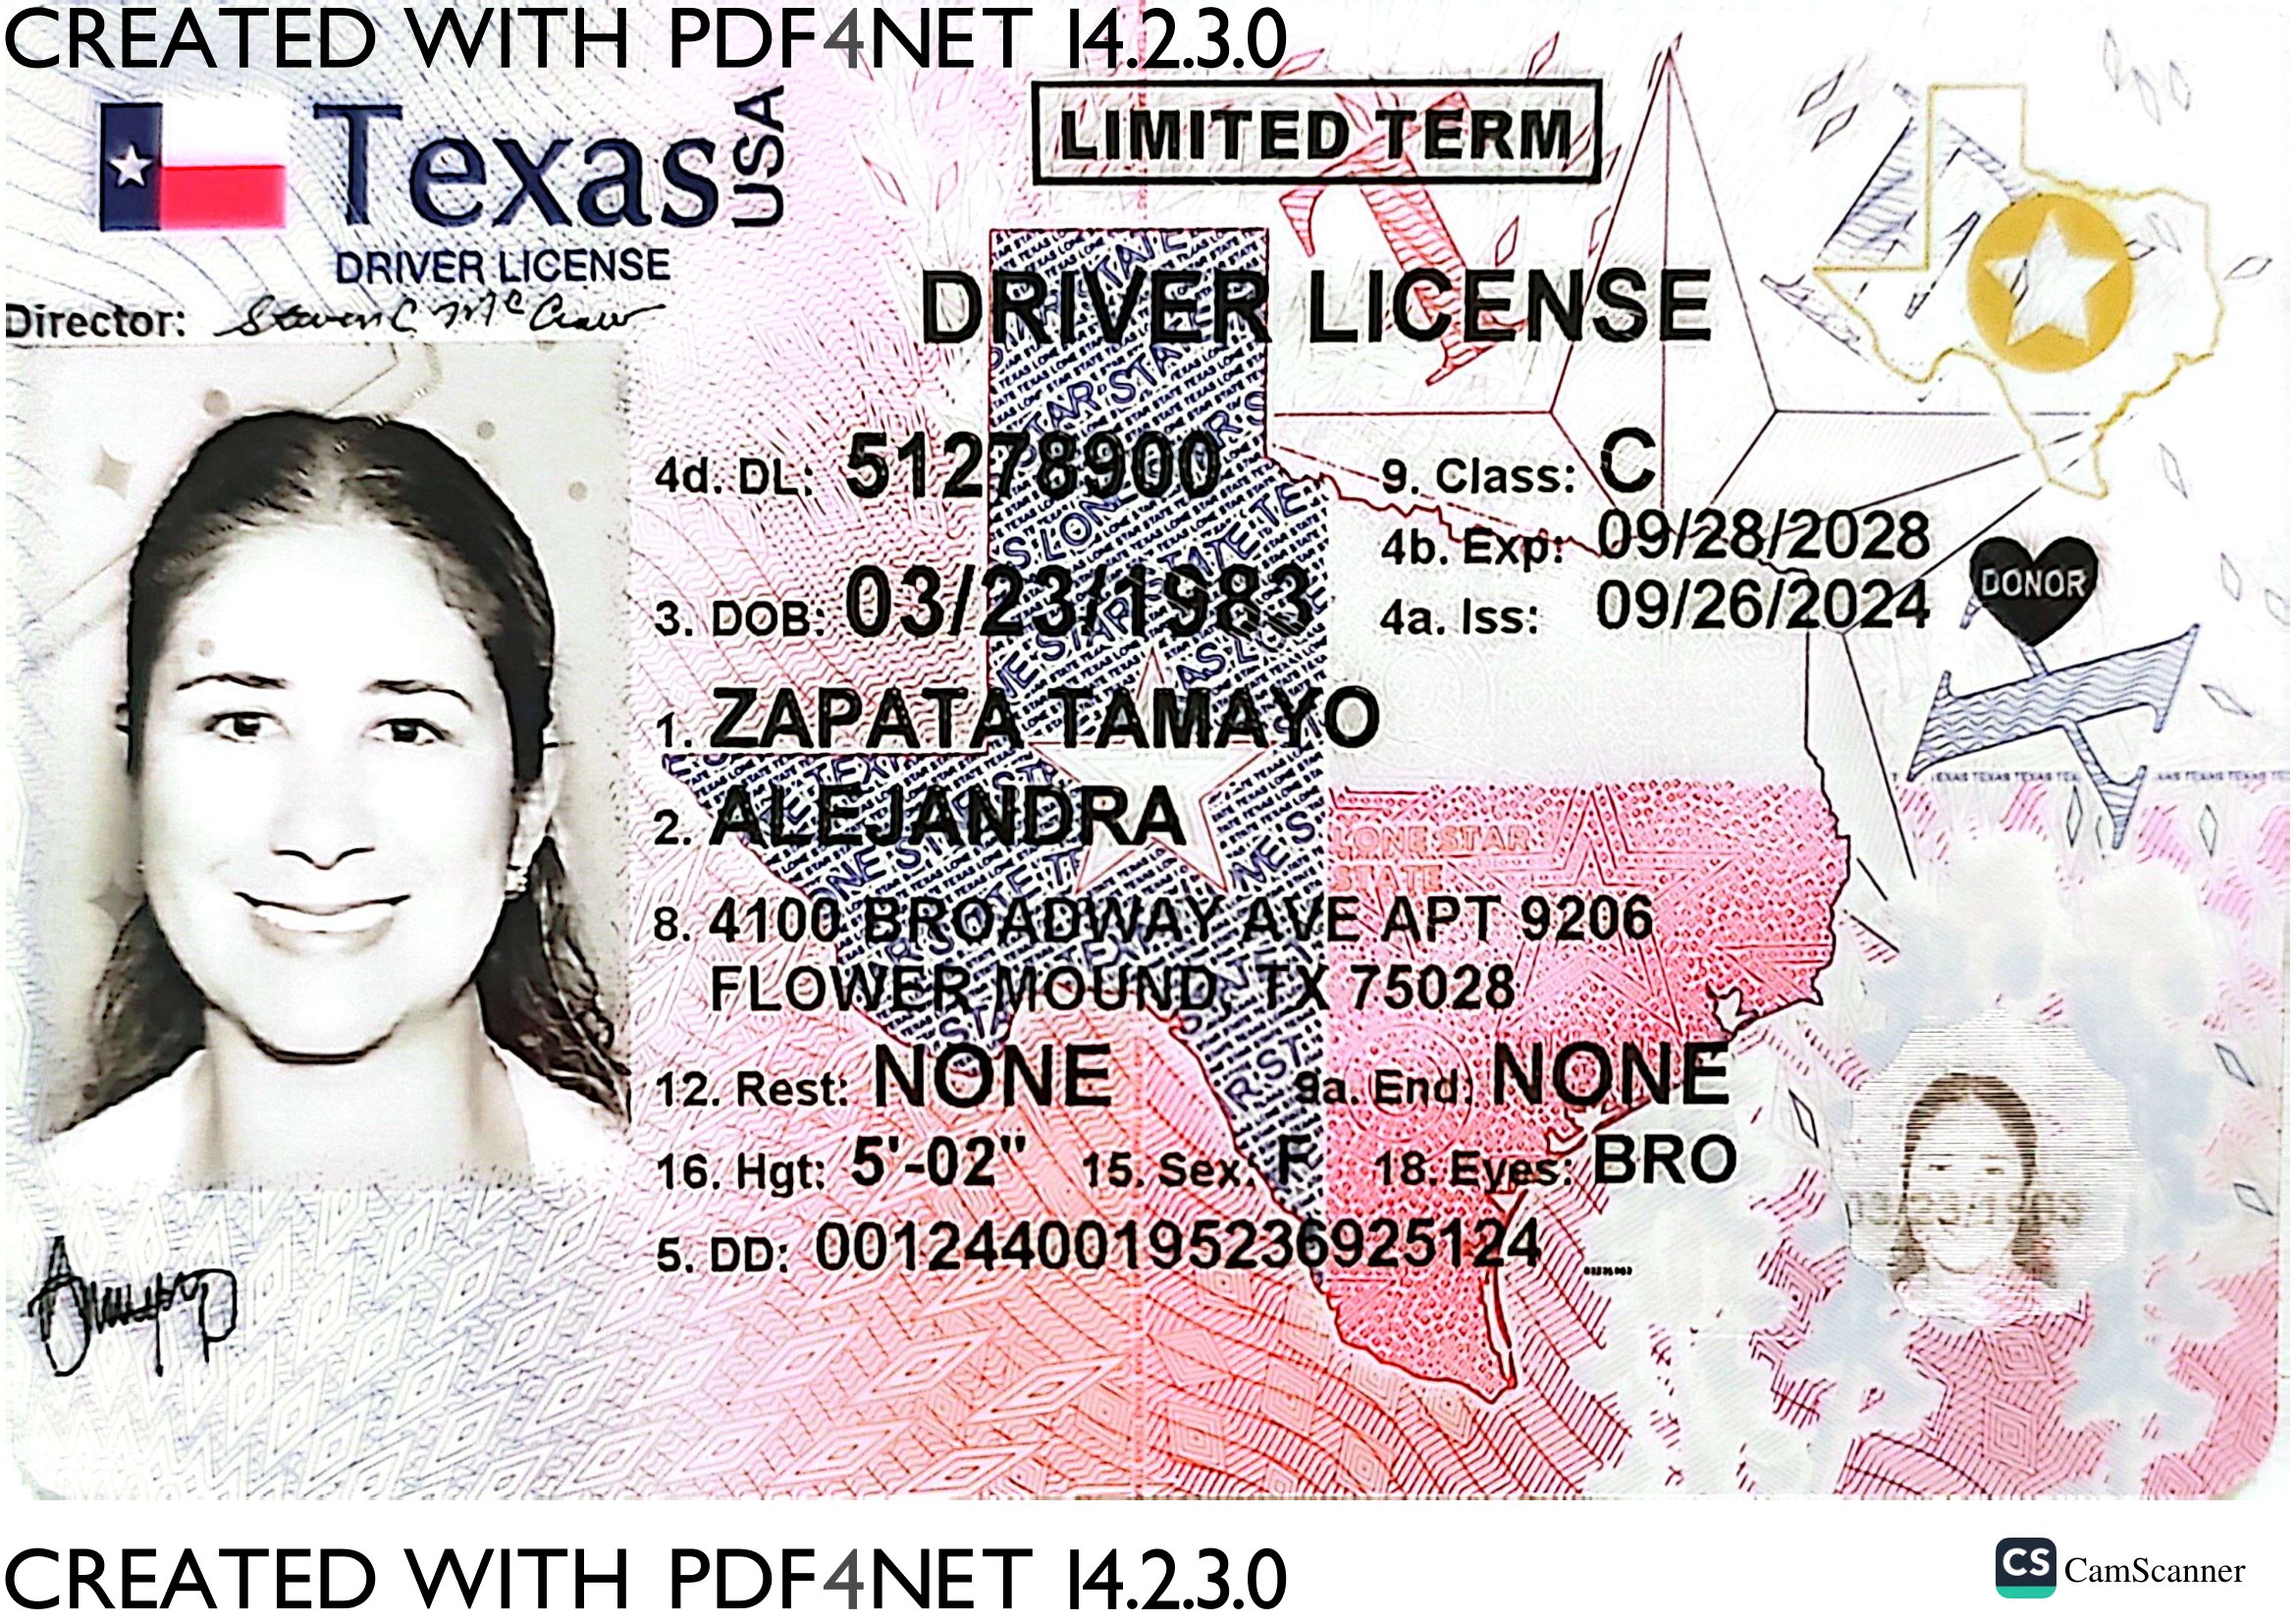 CREATED WITH PDF4NET 14.2.3.0
Texas USA
LIMITED TERM
DRIVER LICENSE
Director: Steven C. McCraw
DRIVER LICENSE
4d. DL: 51278900
9. Class: C
4b. Exp: 09/28/2028
3. DOB: 03/23/1983
4a. Iss: 09/26/2024
DONOR
1. ZAPATA TAMAYO
2. ALEJANDRA
LONE STAR
STATE
8. 4100 BROADWAY AVE APT 9206
FLOWER MOUND, TX 75028
12. Rest: NONE
9a. End: NONE
16. Hgt: 5'-02" 15. Sex: F 18. Eyes: BRO
5. DD: 00124400195236925124
CREATED WITH PDF4NET 14.2.3.0
CS CamScanner